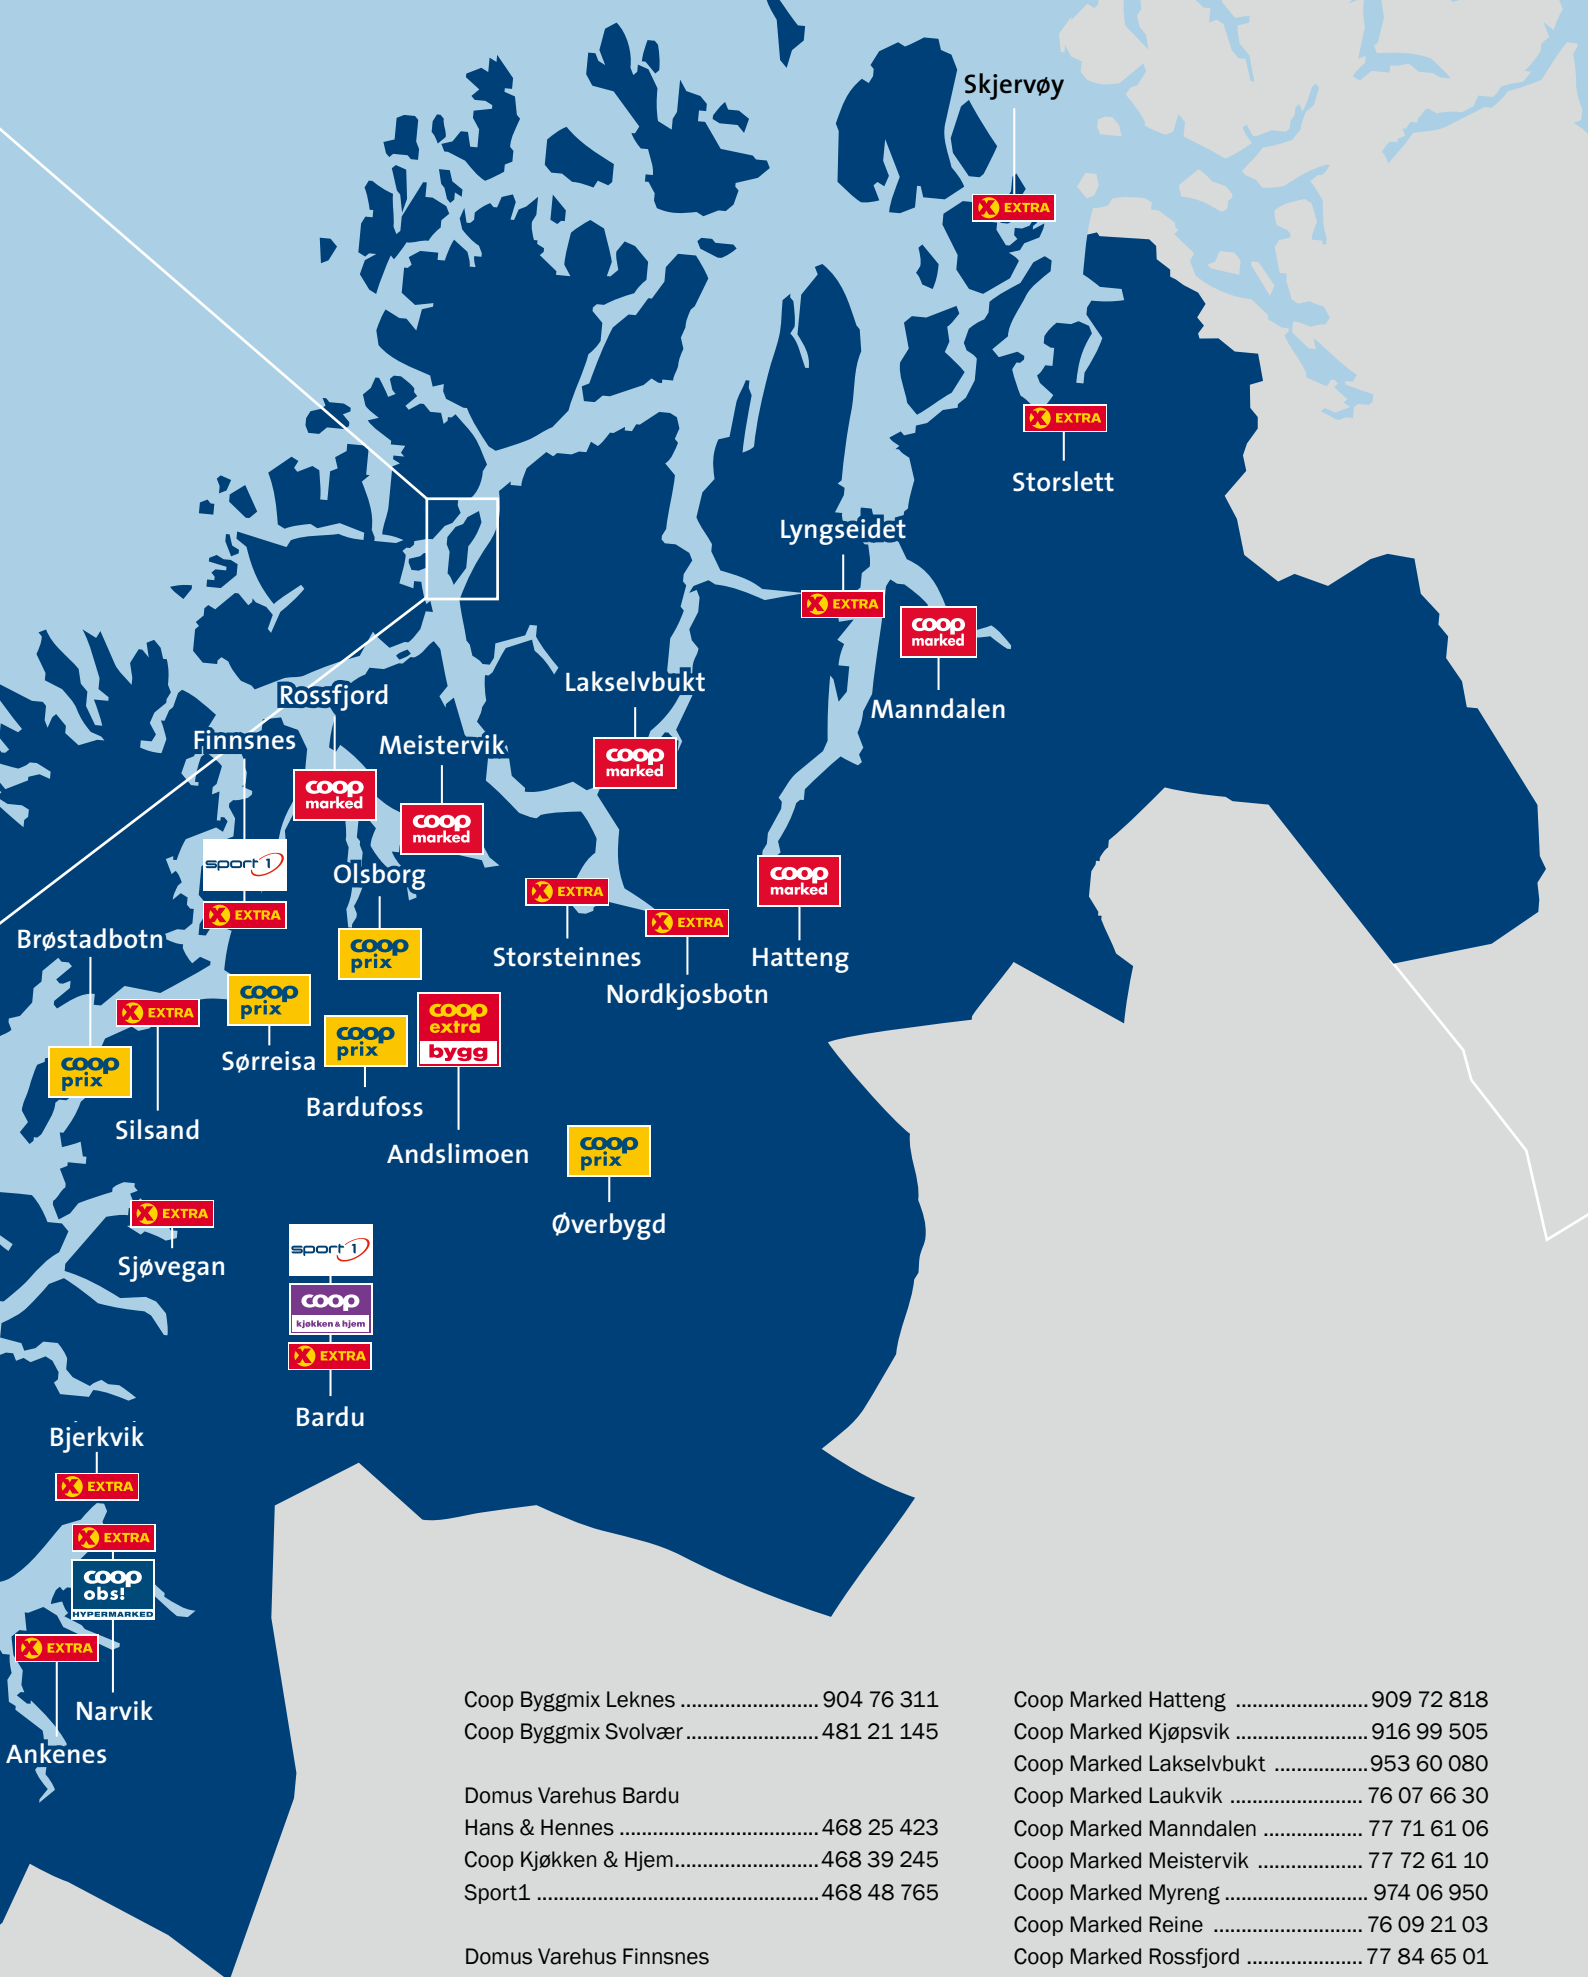 Skjervøy
X EXTRA
X EXTRA
Storslett
Lyngseidet
X EXTRA
coop
marked
Manndalen
Lakselvbukt
coop
marked
Rossfjord
coop
marked
Finnsnes
sport 1
X EXTRA
Meistervik
coop
marked
Olsborg
coop
prix
X EXTRA
Storsteinnes
X EXTRA
Nordkjosbotn
coop
marked
Hatteng
Brøstadbotn
coop
prix
X EXTRA
Silsand
coop
prix
Sørreisa
coop
prix
Bardufoss
coop
extra
bygg
Andslimoen
coop
prix
Øverbygd
X EXTRA
Sjøvegan
sport 1
coop
kjøkken & hjem
X EXTRA
Bardu
Bjerkvik
X EXTRA
X EXTRA
coop
obs!
HYPERMARKED
Narvik
X EXTRA
Ankenes
Coop Byggmix Leknes ......................... 904 76 311
Coop Byggmix Svolvær ........................ 481 21 145
Domus Varehus Bardu
Hans & Hennes .................................... 468 25 423
Coop Kjøkken & Hjem.......................... 468 39 245
Sport1 ................................................... 468 48 765
Domus Varehus Finnsnes
Coop Marked Hatteng ........................ 909 72 818
Coop Marked Kjøpsvik ........................ 916 99 505
Coop Marked Lakselvbukt ................. 953 60 080
Coop Marked Laukvik ........................ 76 07 66 30
Coop Marked Manndalen .................. 77 71 61 06
Coop Marked Meistervik ................... 77 72 61 10
Coop Marked Myreng .......................... 974 06 950
Coop Marked Reine ........................... 76 09 21 03
Coop Marked Rossfjord ..................... 77 84 65 01